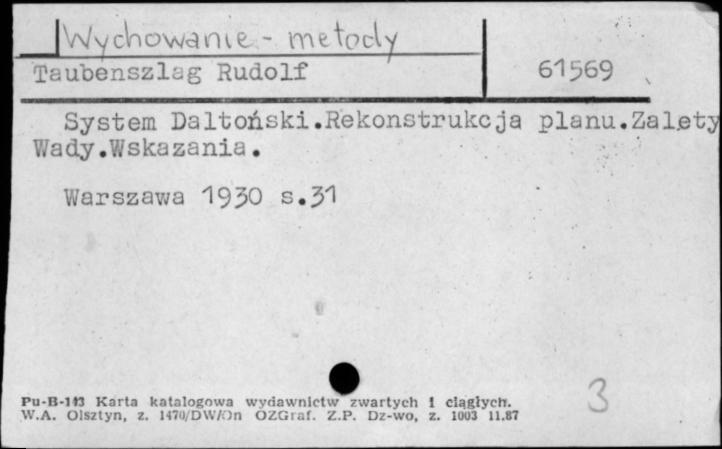 Wychowanie - metody
Taubenszlag Rudolf 61569
System Daltoński.Rekonstrukcja planu.Zalety
Wady.Wskazania.
Warszawa 1930 s.31
3
Pu-B-143 Karta katalogowa wydawnictw zwartych i ciągłych.
W.A. Olsztyn, z. 1470/DW/On OZGraf. Z.P. Dz-wo, z. 1003 11.87